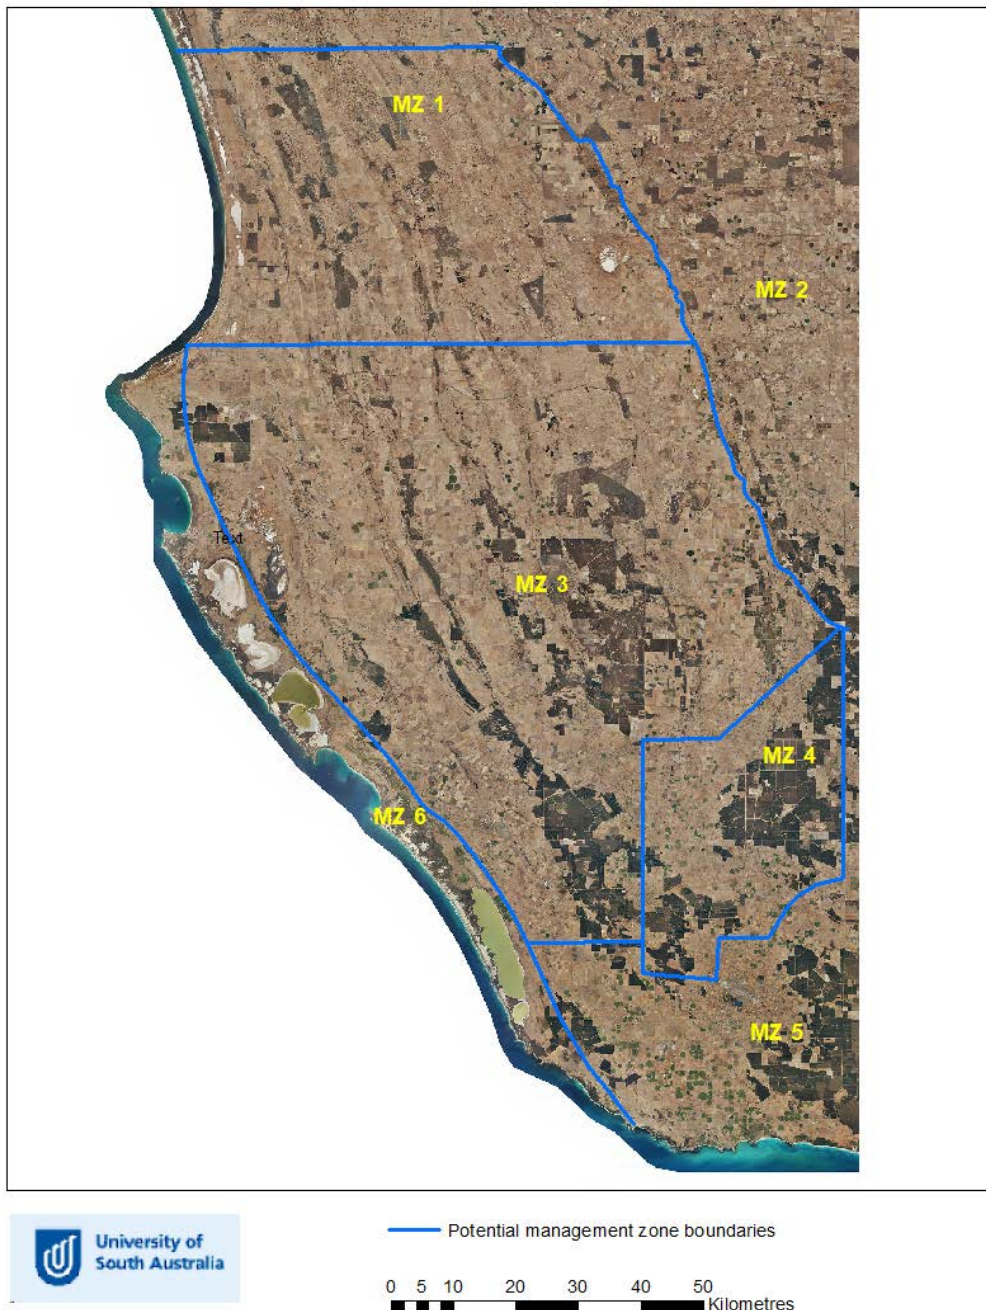 MZ 1
MZ 2
Text
MZ 3
MZ 4
MZ 6
MZ 5
University of
South Australia
Potential management zone boundaries
0 5 10 20 30 40 50
Kilometres